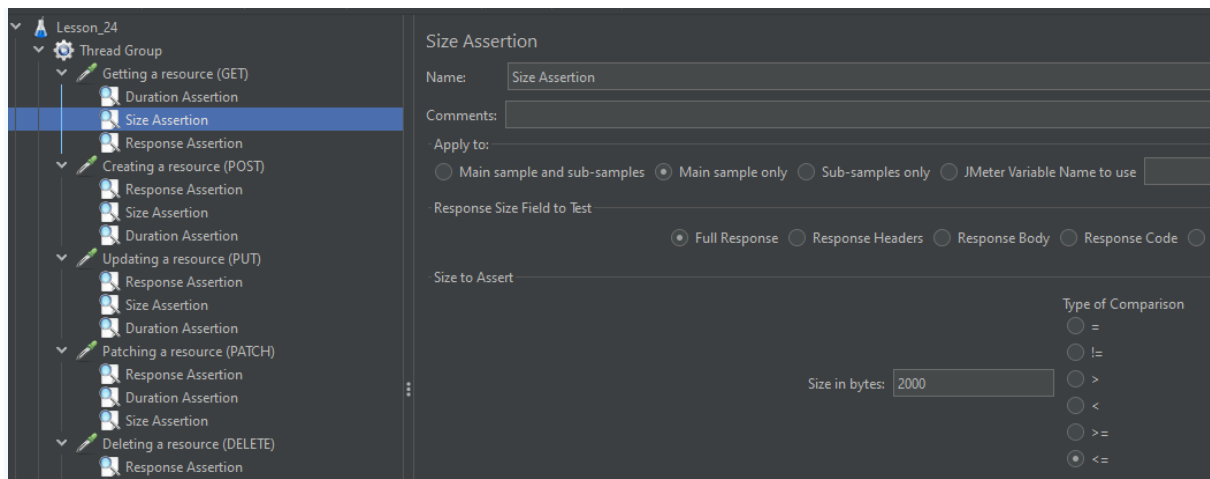 Lesson_24
Thread Group
Getting a resource (GET)
Duration Assertion
Size Assertion
Response Assertion
Creating a resource (POST)
Response Assertion
Size Assertion
Duration Assertion
Updating a resource (PUT)
Response Assertion
Size Assertion
Duration Assertion
Patching a resource (PATCH)
Response Assertion
Duration Assertion
Size Assertion
Deleting a resource (DELETE)
Response Assertion
Size Assertion
Name: Size Assertion
Comments:
Apply to:
Main sample and sub-samples Main sample only Sub-samples only JMeter Variable Name to use
Response Size Field to Test
Full Response Response Headers Response Body Response Code
Size to Assert
Type of Comparison
=
!=
Size in bytes: 2000 >
<
>=
<=